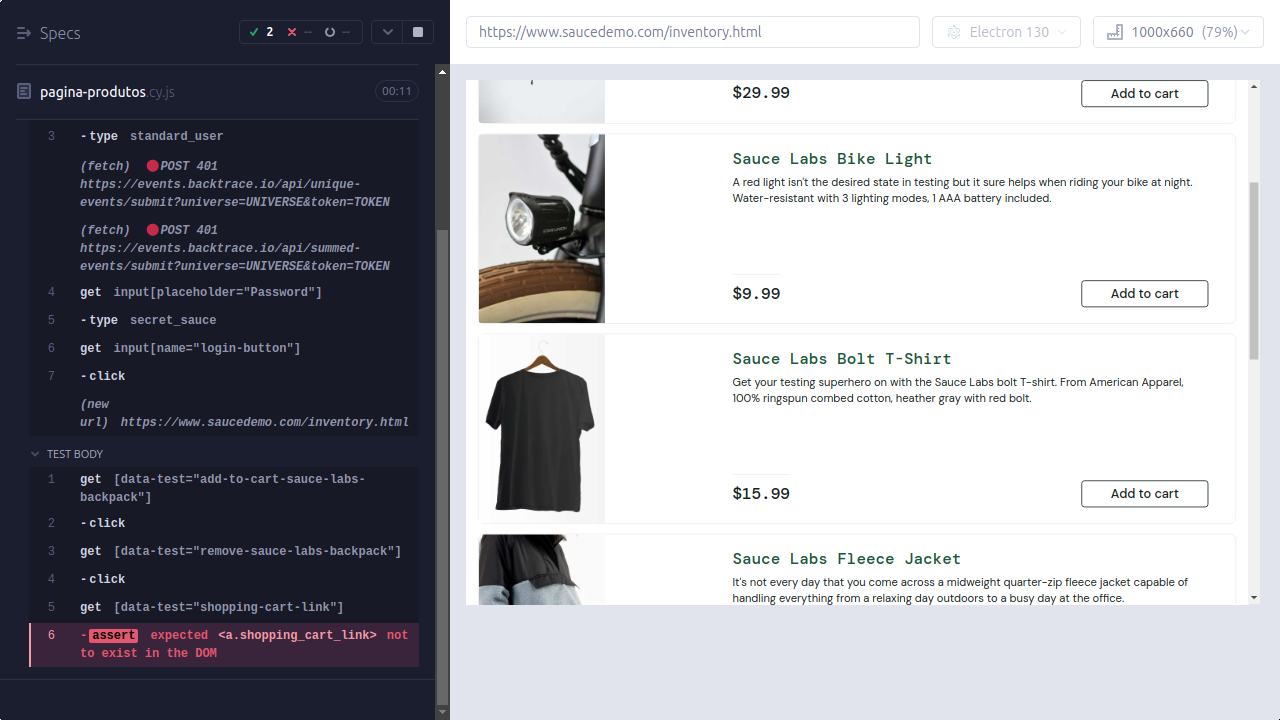 Specs
2 -- --
pagina-produtos.cy.js
00:11
3 -type standard_user
(fetch) POST 401
https://events.backtrace.io/api/unique-
events/submit?universe=UNIVERSE&token=TOKEN
(fetch) POST 401
https://events.backtrace.io/api/summed-
events/submit?universe=UNIVERSE&token=TOKEN
4 get input[placeholder="Password"]
5 -type secret_sauce
6 get input[name="login-button"]
7 -click
(new
url) https://www.saucedemo.com/inventory.html
TEST BODY
1 get [data-test="add-to-cart-sauce-labs-
backpack"]
2 -click
3 get [data-test="remove-sauce-labs-backpack"]
4 -click
5 get [data-test="shopping-cart-link"]
6 -assert expected <a.shopping_cart_link> not
to exist in the DOM
https://www.saucedemo.com/inventory.html
Electron 130
1000x660 (79%)
$29.99
Add to cart
Sauce Labs Bike Light
A red light isn't the desired state in testing but it sure helps when riding your bike at night.
Water-resistant with 3 lighting modes, 1 AAA battery included.
$9.99
Add to cart
Sauce Labs Bolt T-Shirt
Get your testing superhero on with the Sauce Labs bolt T-shirt. From American Apparel,
100% ringspun combed cotton, heather gray with red bolt.
$15.99
Add to cart
Sauce Labs Fleece Jacket
It's not every day that you come across a midweight quarter-zip fleece jacket capable of
handling everything from a relaxing day outdoors to a busy day at the office.